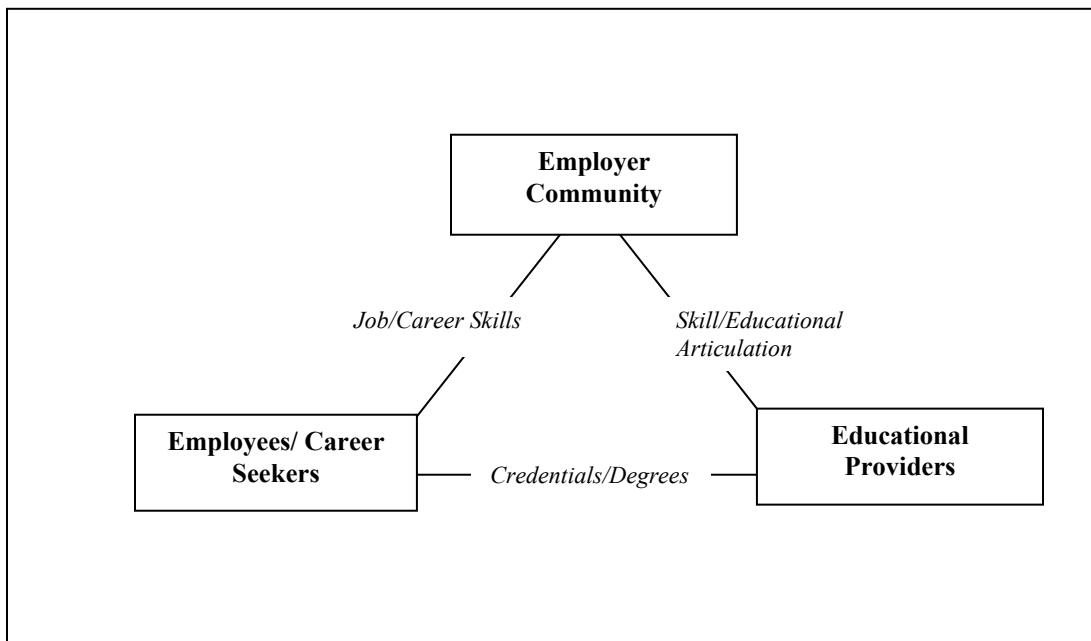 Employer
Community
Job/Career Skills
Skill/Educational
Articulation
Employees/ Career
Seekers
Credentials/Degrees
Educational
Providers